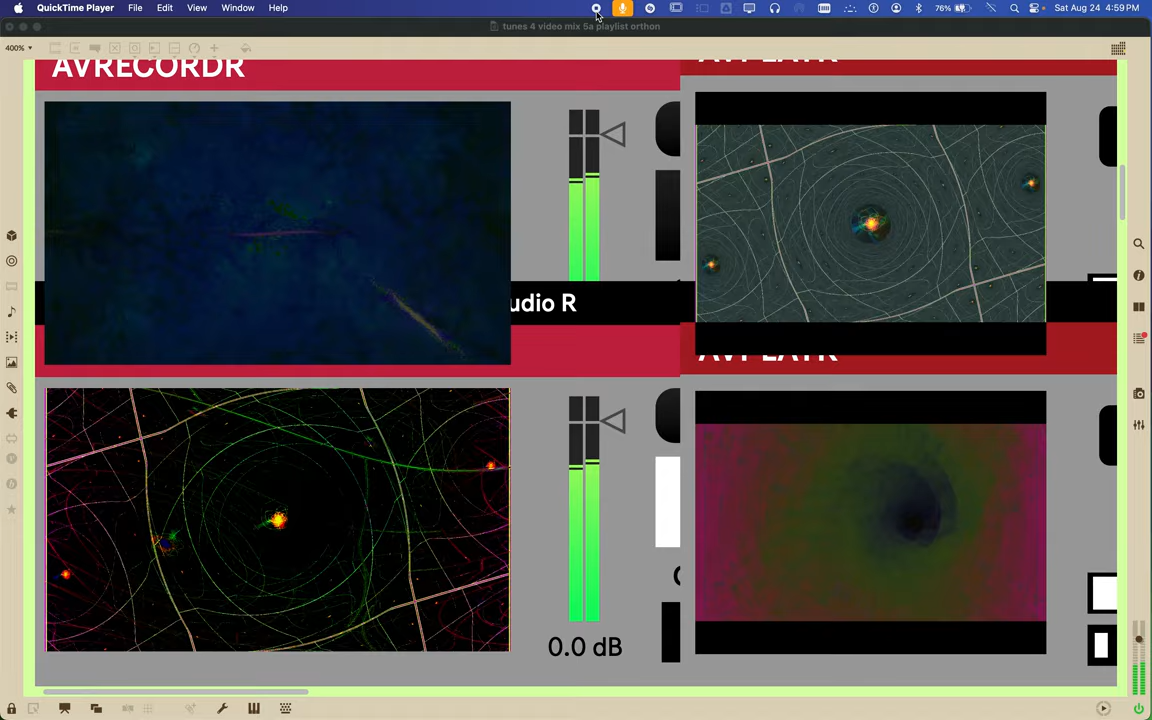 QuickTime Player File Edit View Window Help 76% Sat Aug 24 4:59 PM
tunes 4 video mix 5a playlist orthon
400%
AVRECORDR
udio R
0.0 dB